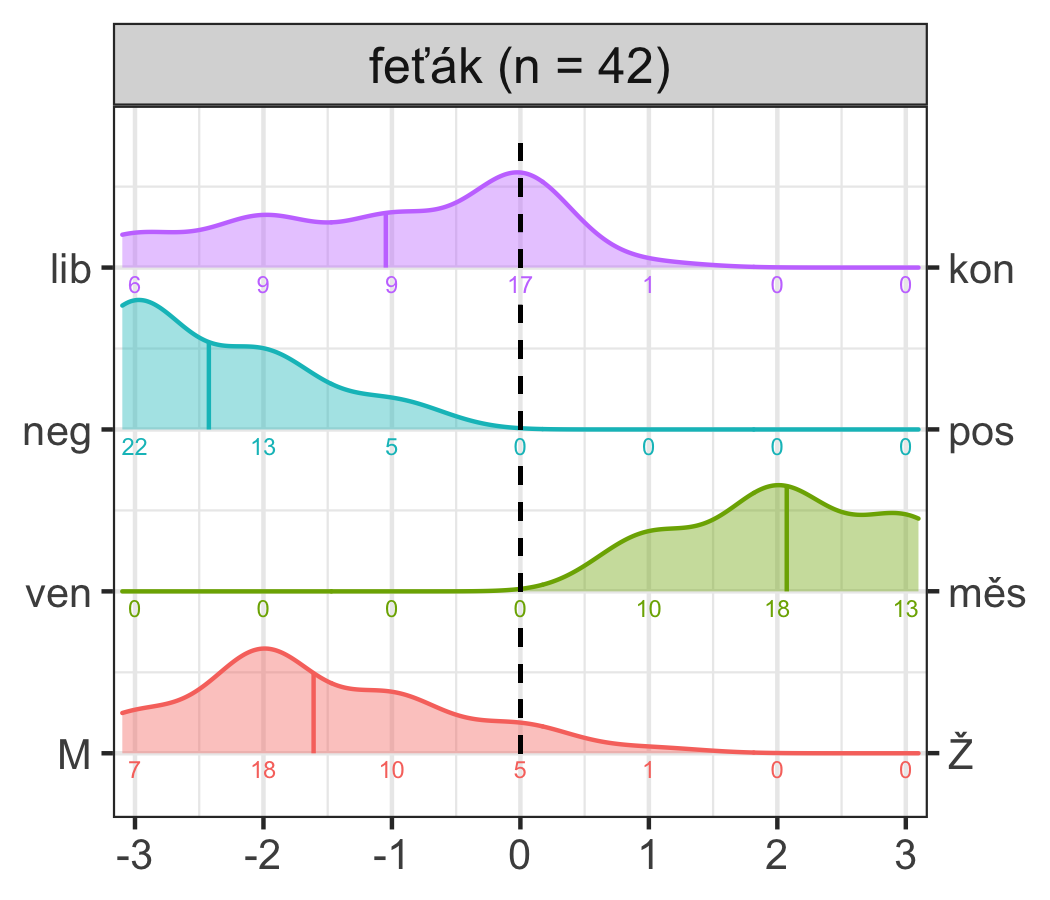 feťák (n = 42)
lib kon
6 9 9 17 1 0 0
neg pos
22 13 5 0 0 0 0
ven měs
0 0 0 0 10 18 13
M Ž
7 18 10 5 1 0 0
-3 -2 -1 0 1 2 3